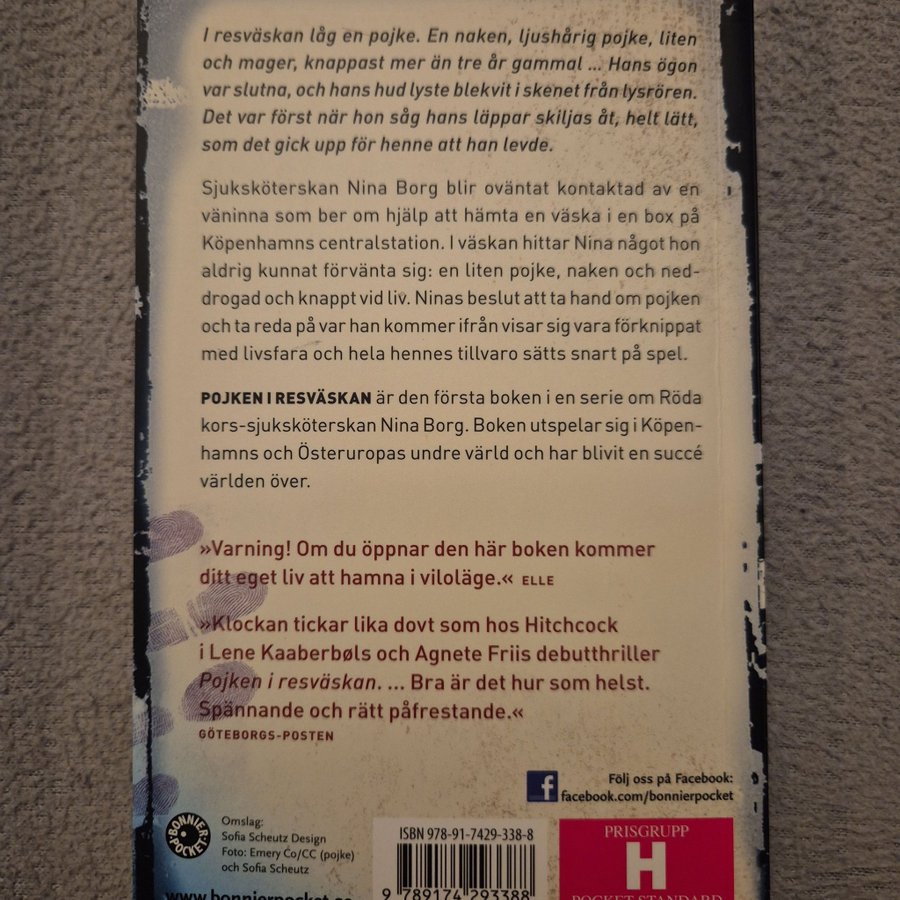 I resväskan låg en pojke. En naken, ljushårig pojke, liten
och mager, knappast mer än tre år gammal ... Hans ögon
var slutna, och hans hud lyste blekvit i skenet från lysrören.
Det var först när hon såg hans läppar skiljas åt, helt lätt,
som det gick upp för henne att han levde.
Sjuksköterskan Nina Borg blir oväntat kontaktad av en
väninna som ber om hjälp att hämta en väska i en box på
Köpenhamns centralstation. I väskan hittar Nina något hon
aldrig kunnat förvänta sig: en liten pojke, naken och ned-
drogad och knappt vid liv. Ninas beslut att ta hand om pojken
och ta reda på var han kommer ifrån visar sig vara förknippat
med livsfara och hela hennes tillvaro sätts snart på spel.
POJKEN I RESVÄSKAN är den första boken i en serie om Röda
kors-sjuksköterskan Nina Borg. Boken utspelar sig i Köpen-
hamns och Östeuropas undre värld och har blivit en succé
världen över.
»Varning! Om du öppnar den här boken kommer
ditt eget liv att hamna i viloläge.« ELLE
»Klockan tickar lika dovt som hos Hitchcock
i Lene Kaaberbøls och Agnete Friis debutthriller
Pojken i resväskan. ... Bra är det hur som helst.
Spännande och rätt påfrestande.«
GÖTEBORGS-POSTEN
f
Följ oss på Facebook:
facebook.com/bonnierpocket
BONNIER POCKET
Omslag:
Sofia Scheutz Design
Foto: Emery Co/CC (pojke)
och Sofia Scheutz
www.bonnierpocket.se
ISBN 978-91-7429-338-8
9 789174 293388
PRISGRUPP
H
POCKET STANDARD